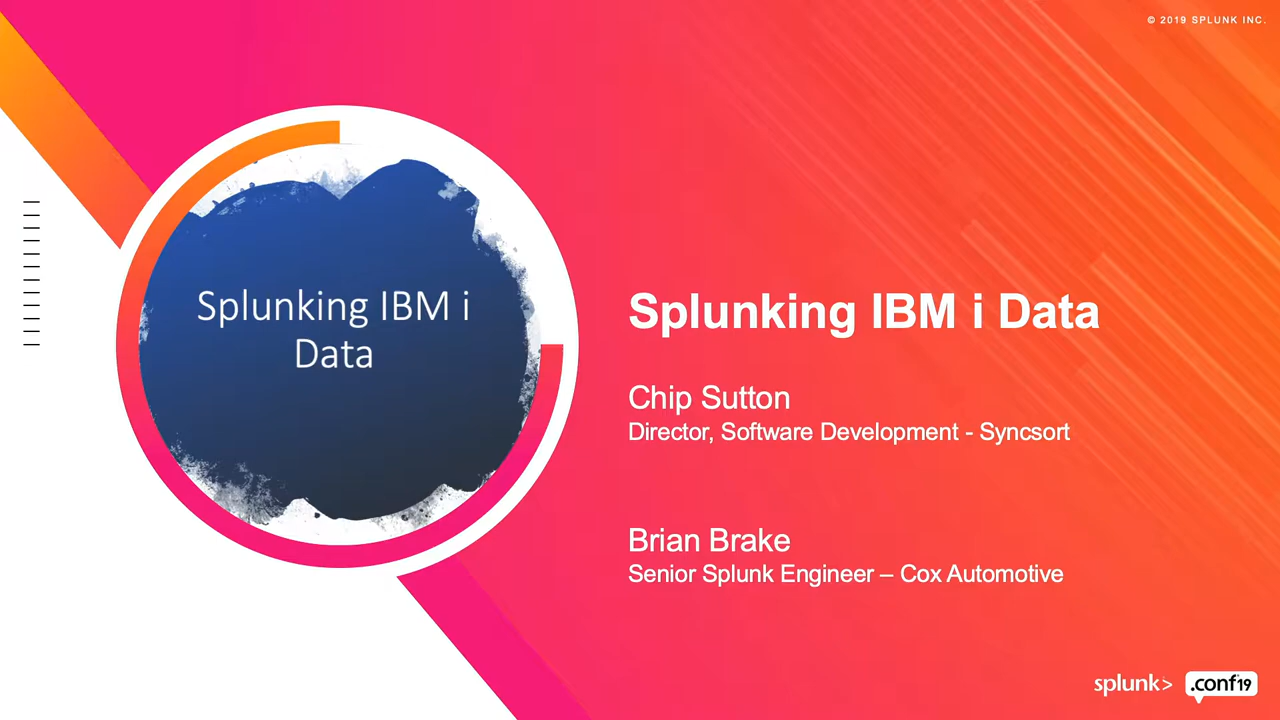 © 2019 SPLUNK INC.
Splunking IBM i
Data
Splunking IBM i Data
Chip Sutton
Director, Software Development - Syncsort
Brian Brake
Senior Splunk Engineer – Cox Automotive
splunk> .conf19